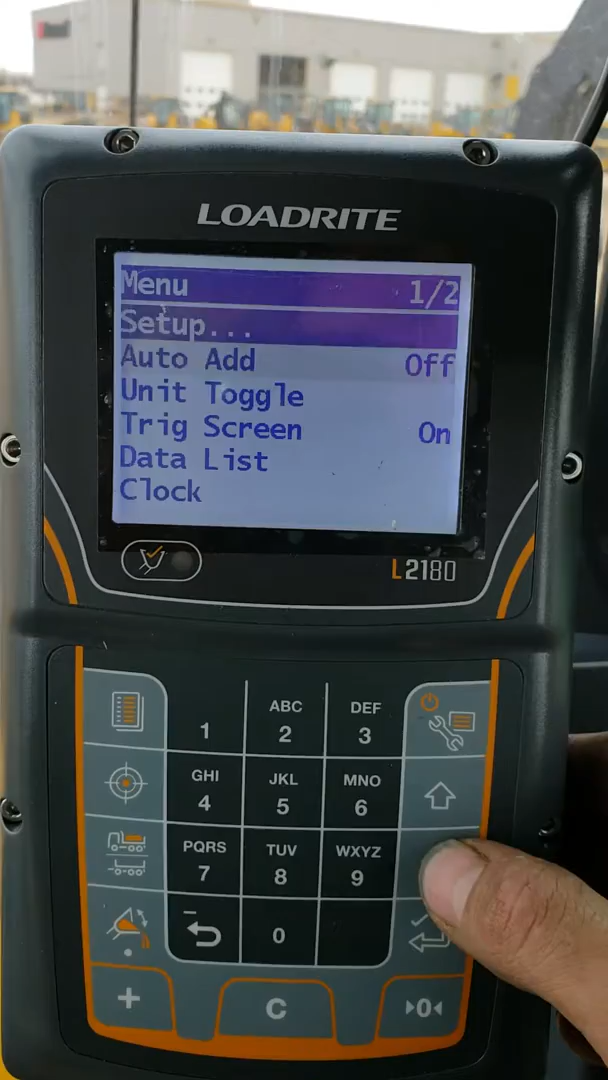 LOADRITE
Menu 1/2
Setup...
Auto Add Off
Unit Toggle
Trig Screen On
Data List
Clock
L2180
1
ABC
2
DEF
3
GHI
4
JKL
5
MNO
6
PQRS
7
TUV
8
WXYZ
9
0
+
C
0